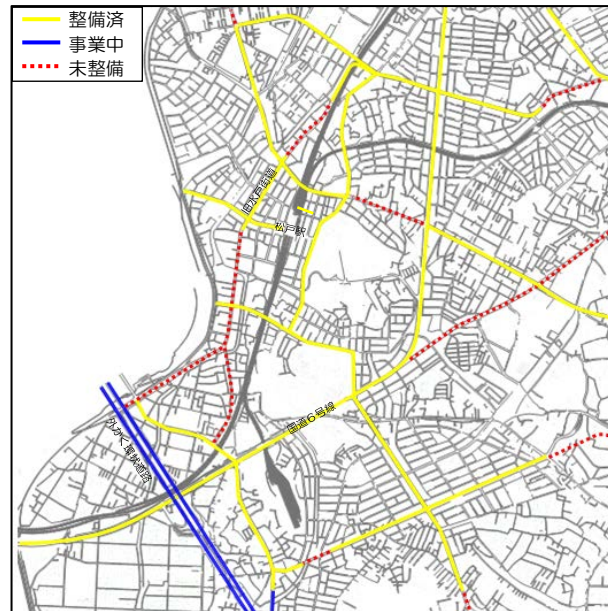 整備済
事業中
未整備
旧水戸街道
松戸駅
国道6号線
外かく環状道路